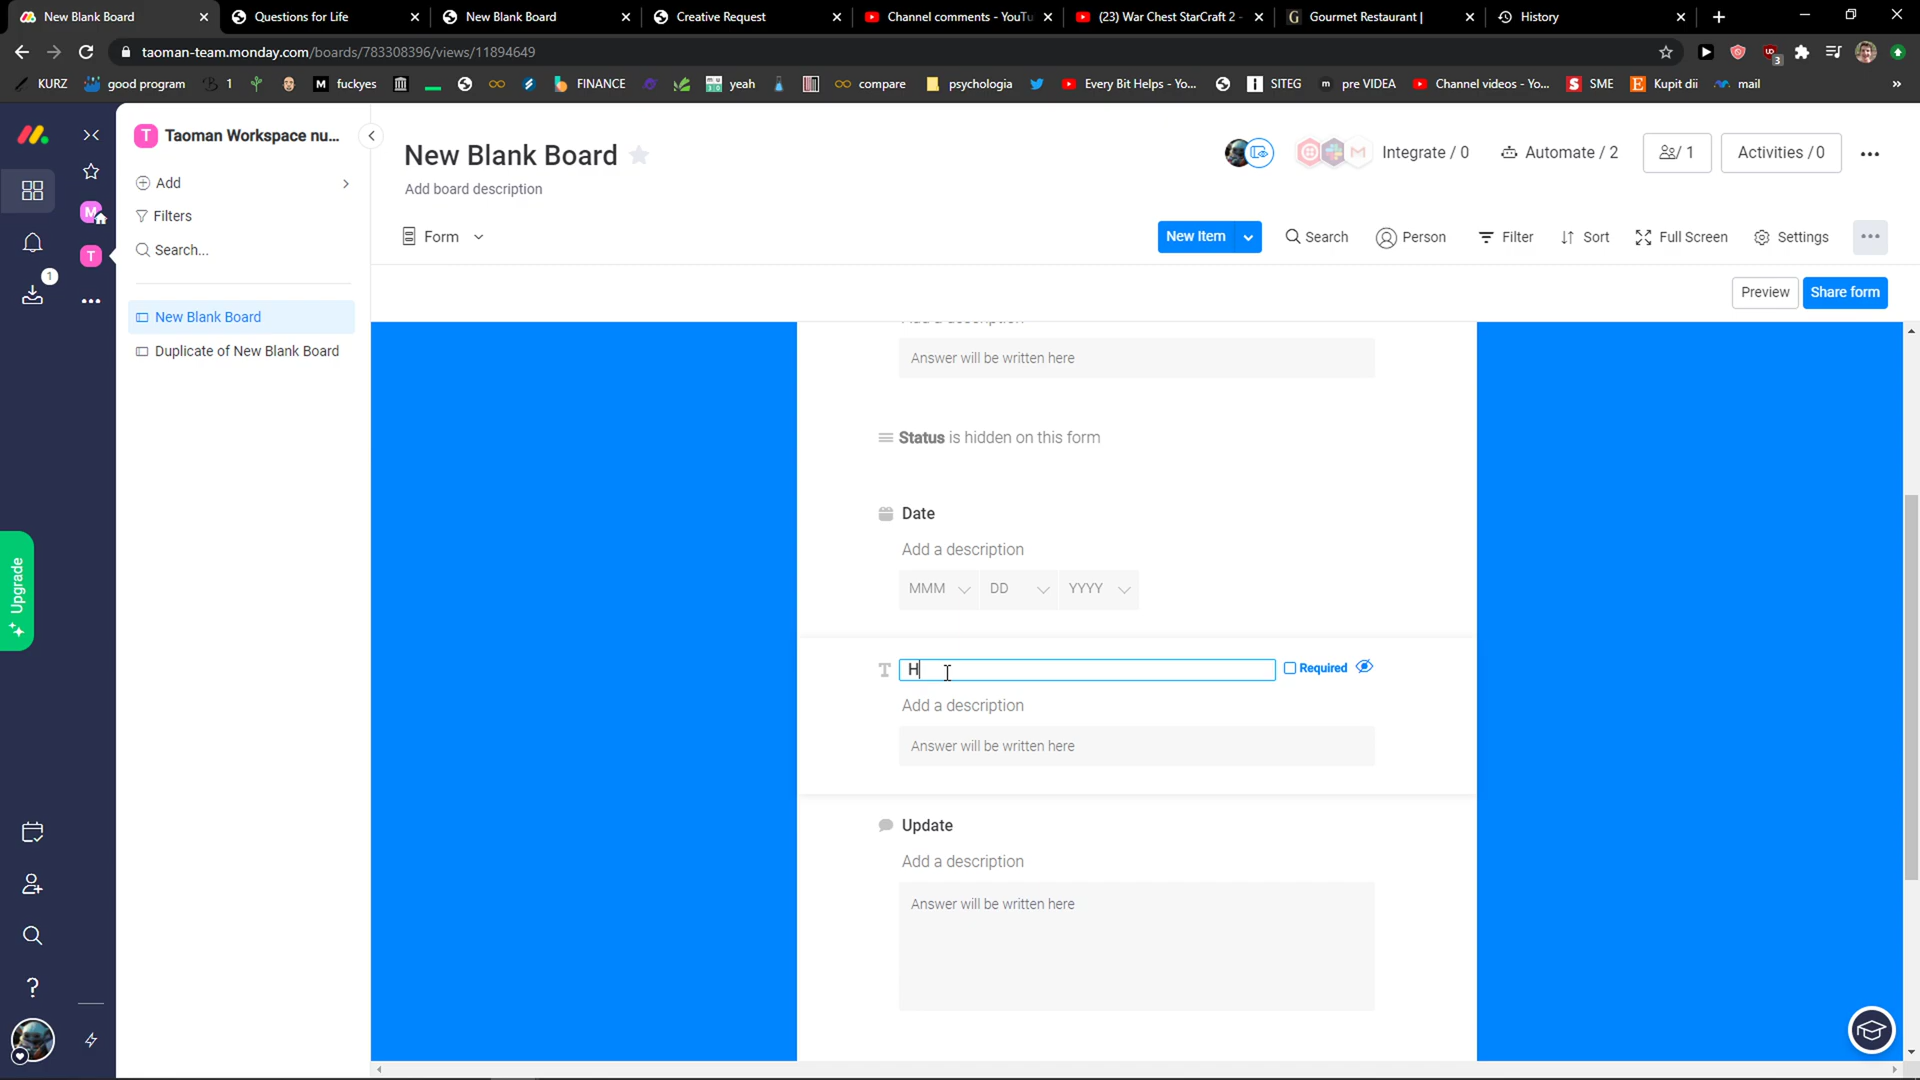 New Blank Board
Questions for Life
New Blank Board
Creative Request
Channel comments - YouTu
(23) War Chest StarCraft 2 -
Gourmet Restaurant |
History
taoman-team.monday.com/boards/783308396/views/11894649
3
KURZ
good program
1
fuckyes
FINANCE
yeah
compare
psychologia
Every Bit Helps - Yo...
SITEG
pre VIDEA
Channel videos - Yo...
SME
Kupit dii
mail
»
T
Taoman Workspace nu...
Add
Filters
Search...
New Blank Board
Duplicate of New Blank Board
M
T
1
Upgrade
New Blank Board
Add board description
Integrate / 0
Automate / 2
/ 1
Activities / 0
Form
New Item
Search
Person
Filter
Sort
Full Screen
Settings
Preview
Share form
Answer will be written here
Status is hidden on this form
Date
Add a description
MMM
DD
YYYY
T
H
Required
Add a description
Answer will be written here
Update
Add a description
Answer will be written here